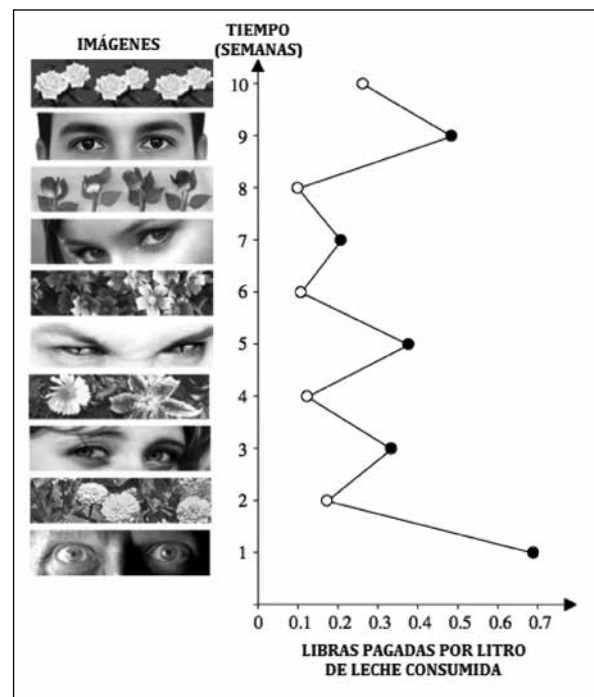 IMÁGENES
TIEMPO
(SEMANAS)
10
9
8
7
6
5
4
3
2
1
0 0.1 0.2 0.3 0.4 0.5 0.6 0.7
LIBRAS PAGADAS POR LITRO
DE LECHE CONSUMIDA